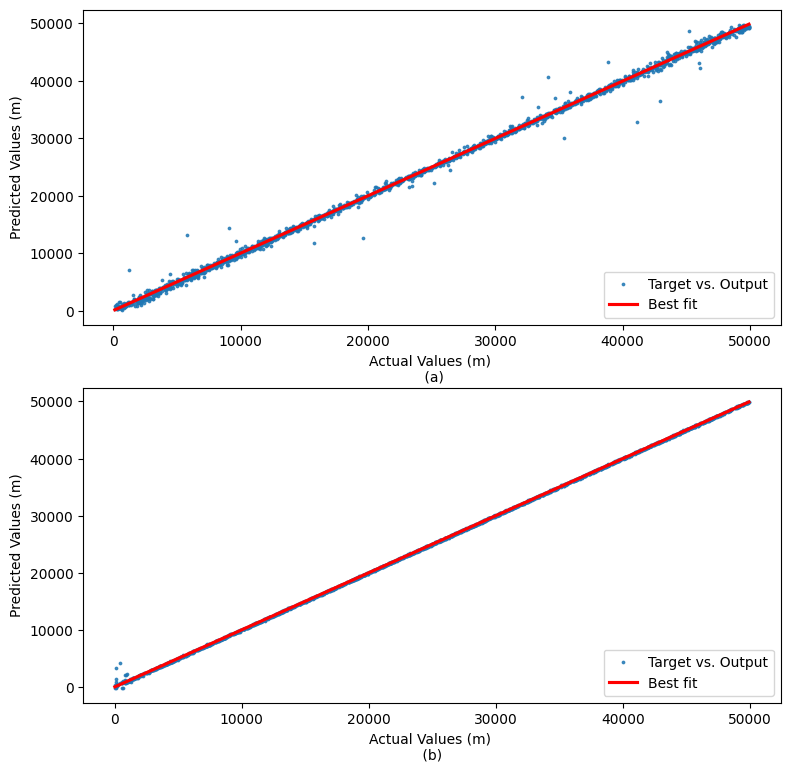 50000
40000
30000
20000
10000
0
Predicted Values (m)
Target vs. Output
Best fit
0 10000 20000 30000 40000 50000
Actual Values (m)
(a)
50000
40000
30000
20000
10000
0
Predicted Values (m)
Target vs. Output
Best fit
0 10000 20000 30000 40000 50000
Actual Values (m)
(b)